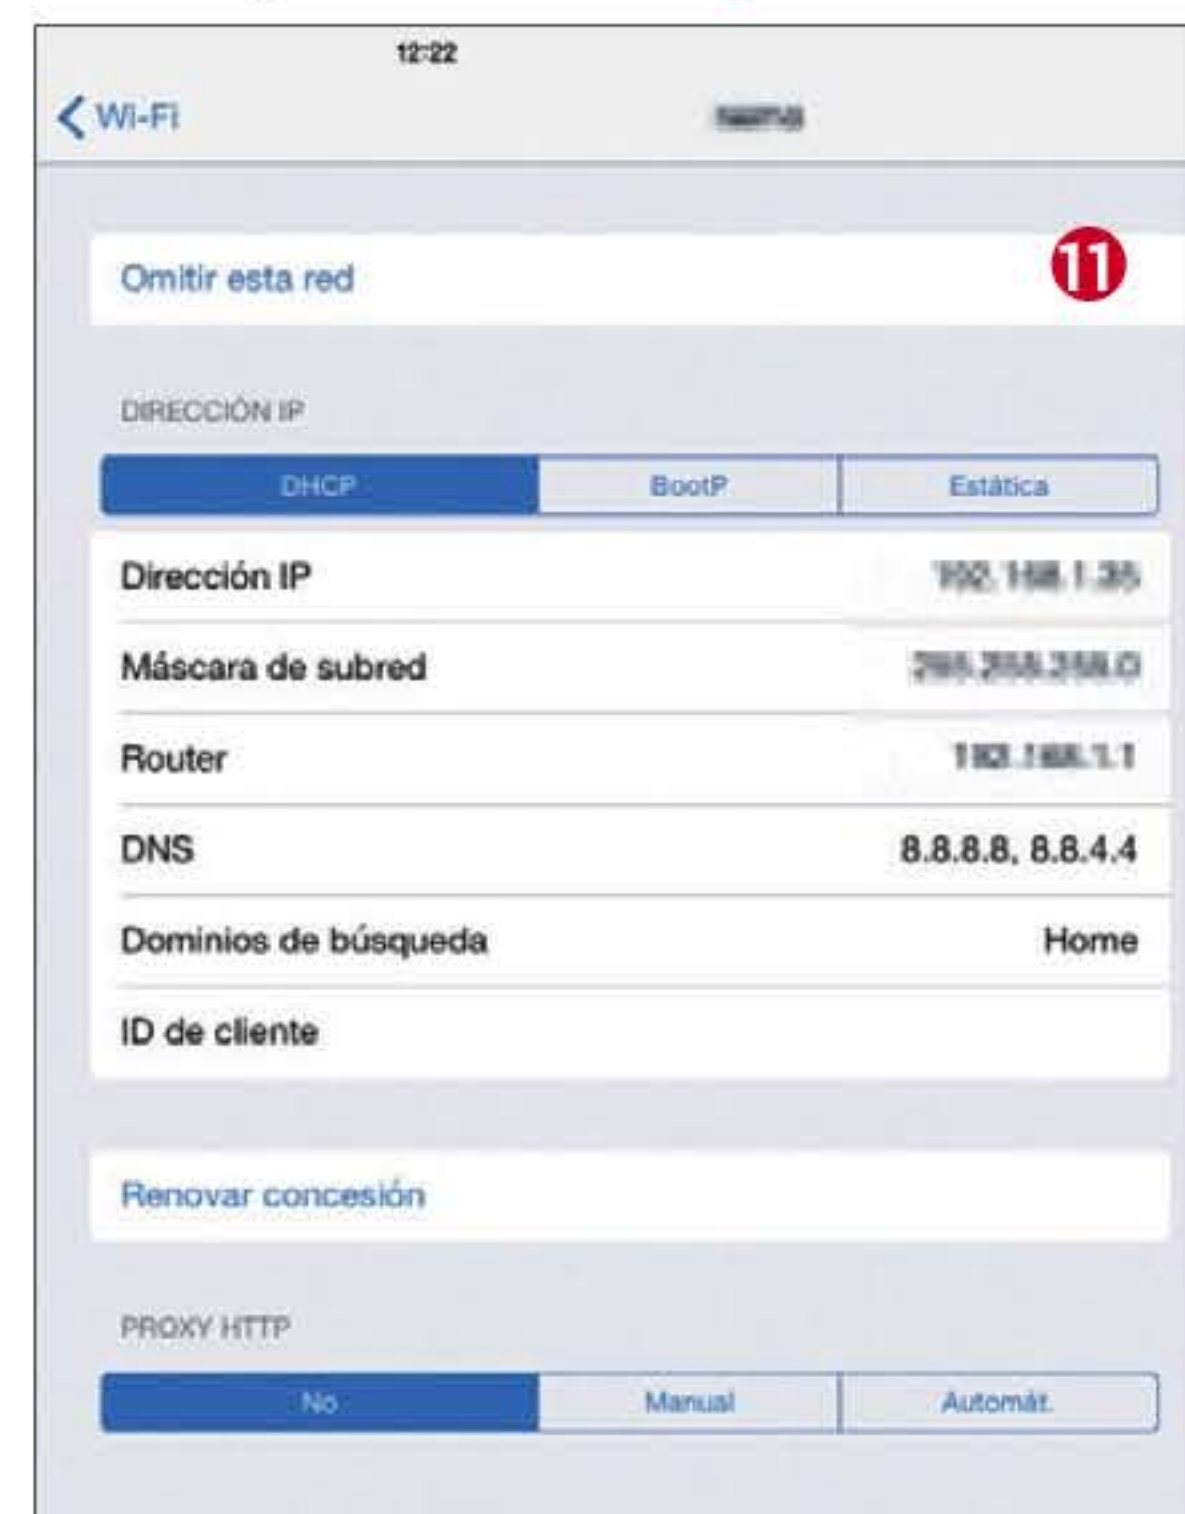 12:22
Wi-Fi
Omitir esta red
11
DIRECCIÓN IP
DHCP BootP Estática
Dirección IP
Máscara de subred
Router
DNS 8.8.8.8, 8.8.4.4
Dominios de búsqueda Home
ID de cliente
Renovar concesión
PROXY HTTP
No Manual Automát.